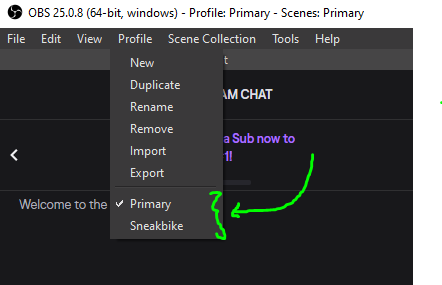 OBS 25.0.8 (64-bit, windows) - Profile: Primary - Scenes: Primary
File Edit View Profile Scene Collection Tools Help
New
t
Duplicate
AM CHAT
Rename
Remove
a Sub now to
Import
1!
Export
Primary
Welcome to the
Sneakbike